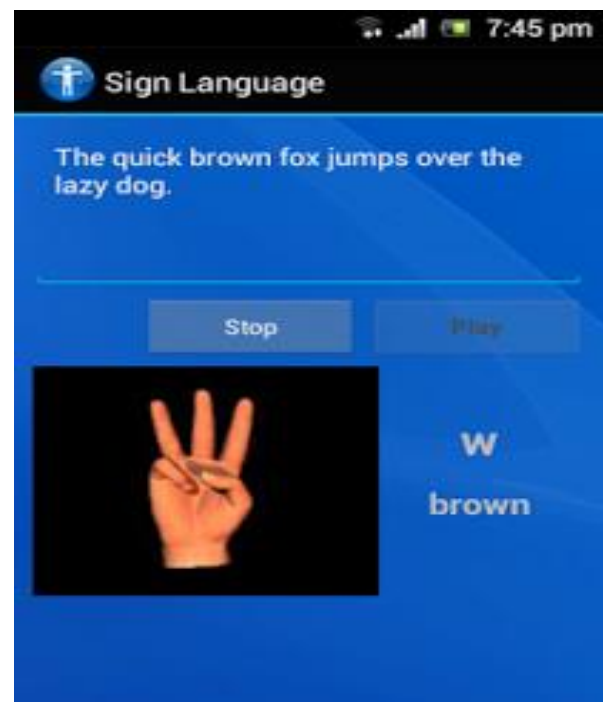 7:45 pm
Sign Language
The quick brown fox jumps over the
lazy dog.
Stop
Play
w
brown